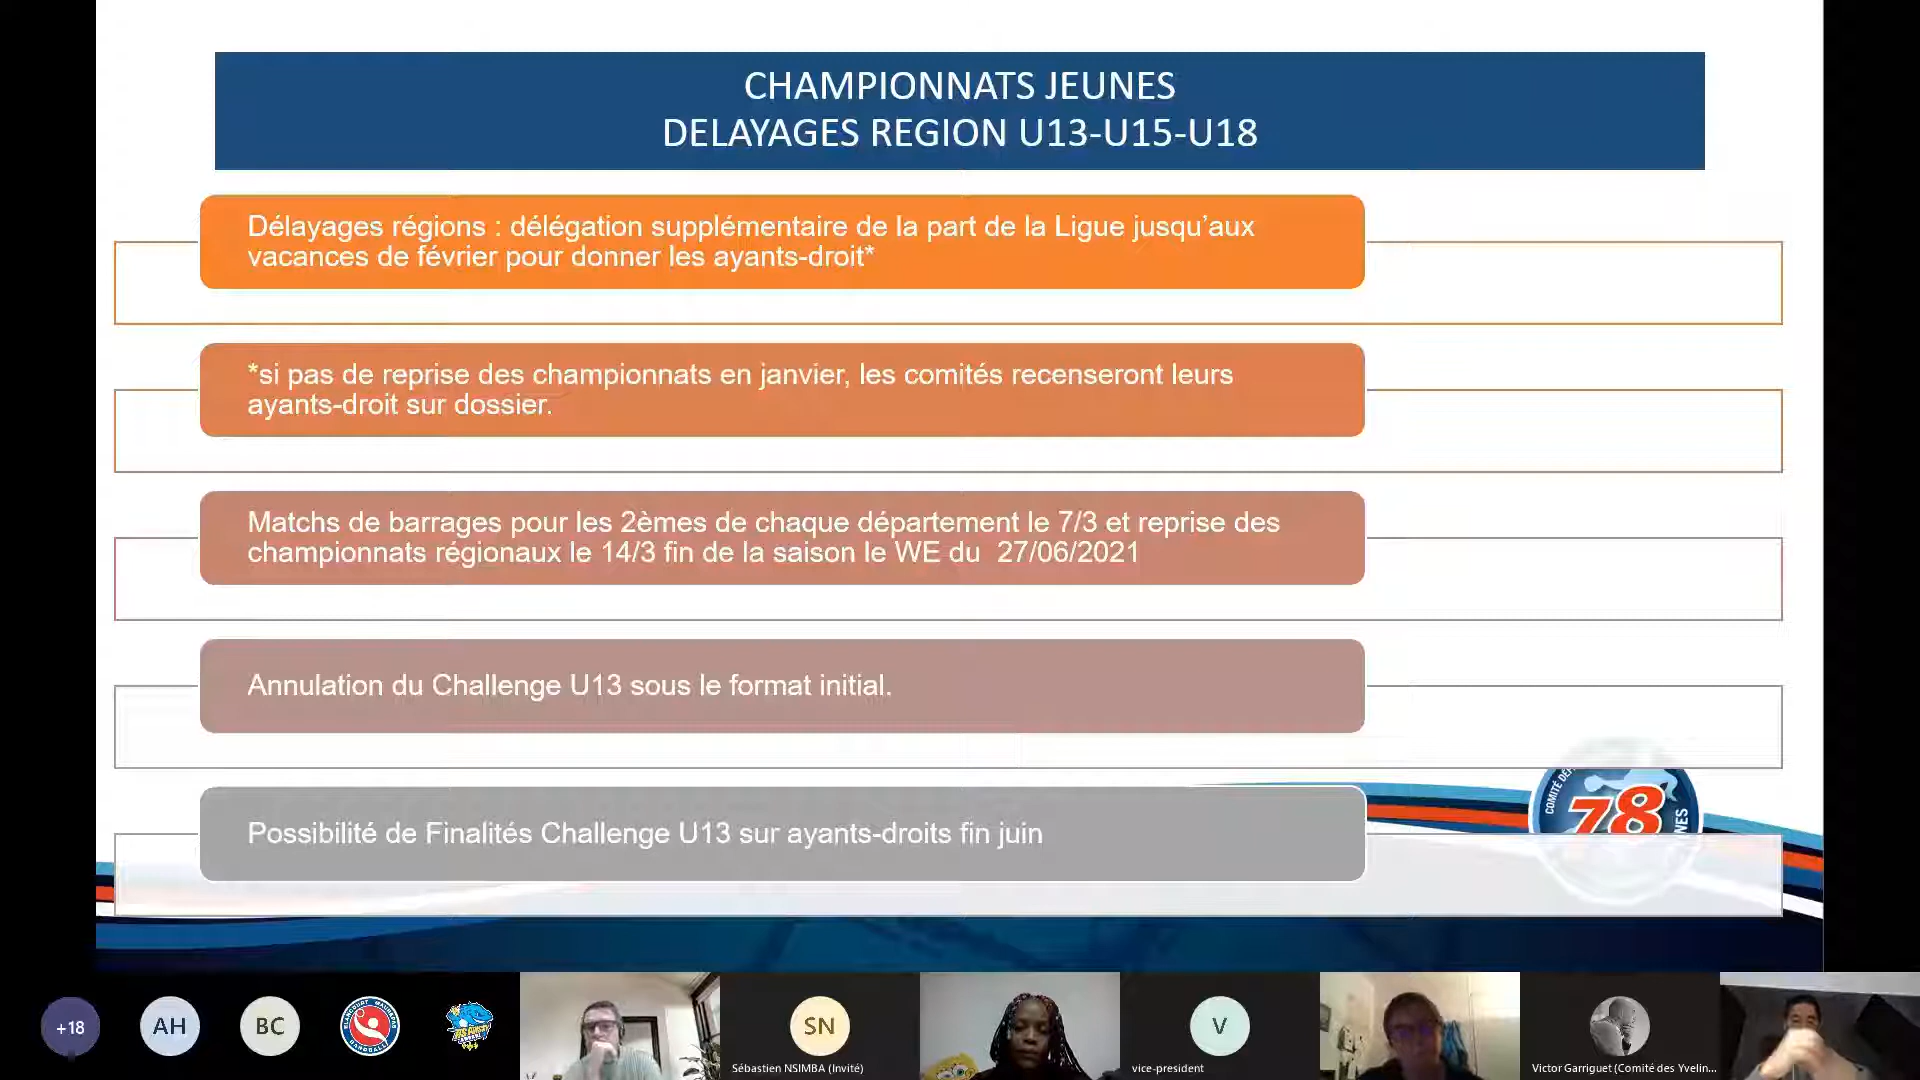 CHAMPIONNATS JEUNES
DELAYAGES REGION U13-U15-U18
Délayages régions : délégation supplémentaire de la part de la Ligue jusqu’aux
vacances de février pour donner les ayants-droit*
*si pas de reprise des championnats en janvier, les comités recenseront leurs
ayants-droit sur dossier.
Matchs de barrages pour les 2èmes de chaque département le 7/3 et reprise des
championnats régionaux le 14/3 fin de la saison le WE du  27/06/2021
Annulation du Challenge U13 sous le format initial.
COMITÉ
78
Possibilité de Finalités Challenge U13 sur ayants-droits fin juin
+18
AH
BC
ELANCOURT MAUREPAS
HANDBALL
SN
Sébastien NSIMBA (Invité)
V
vice-president
Victor Garriguet (Comité des Yvelin...